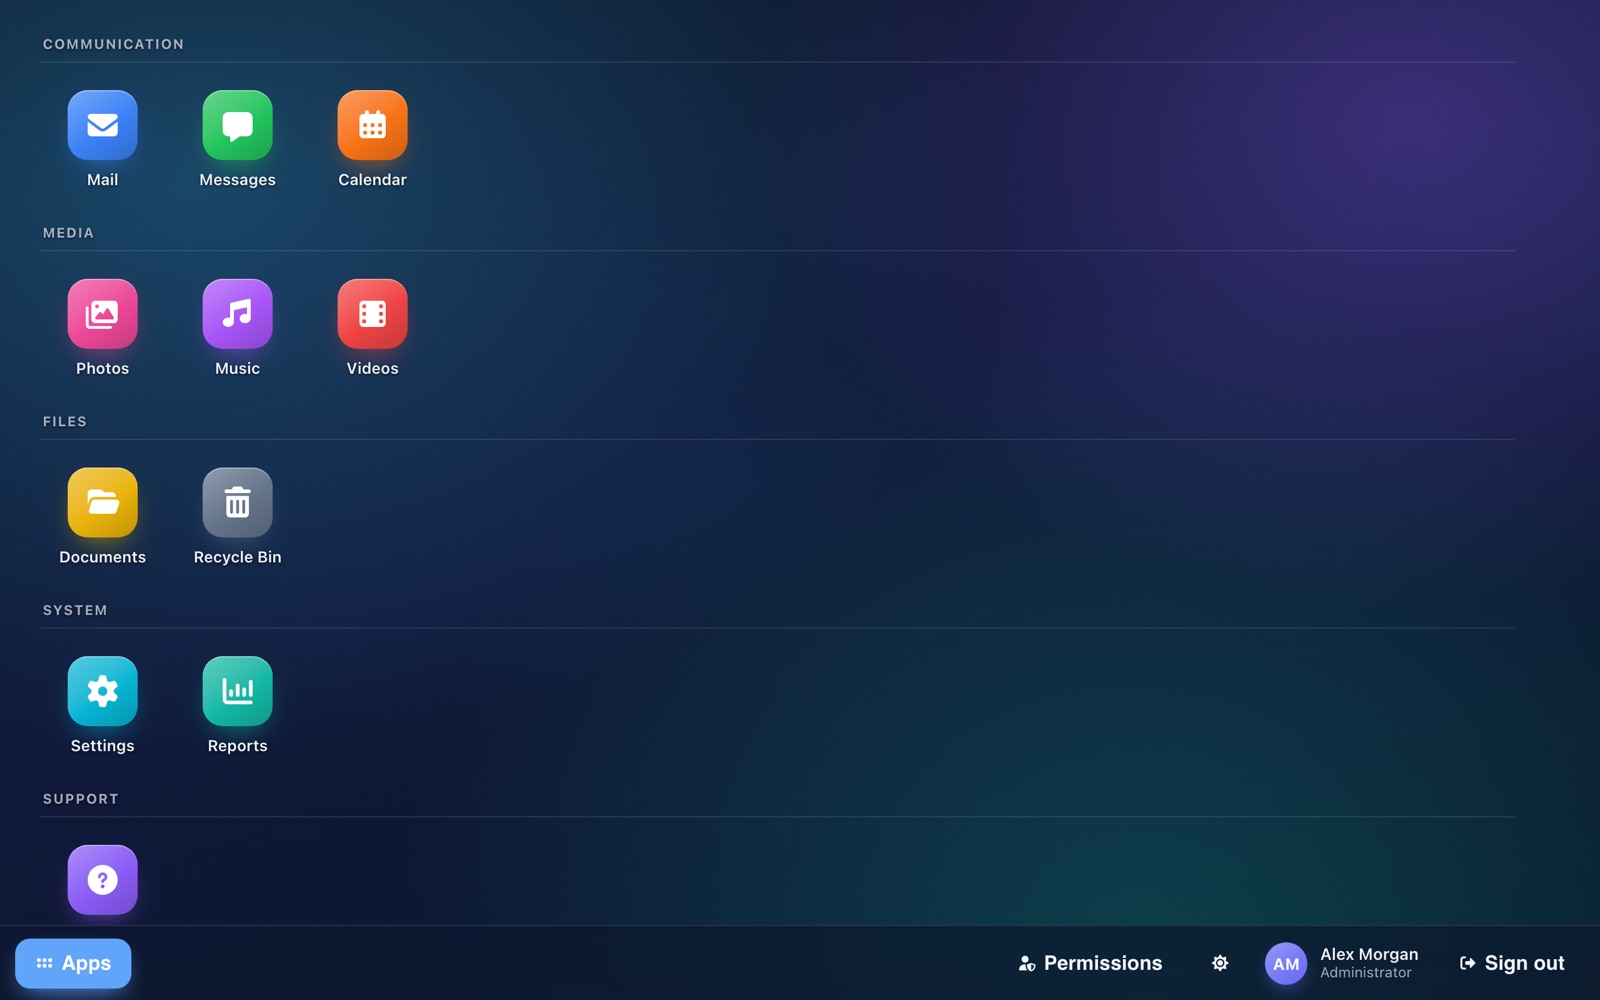 COMMUNICATION
Mail
Messages
Calendar
MEDIA
Photos
Music
Videos
FILES
Documents
Recycle Bin
SYSTEM
Settings
Reports
SUPPORT
Apps
Permissions
AM
Alex Morgan
Administrator
Sign out